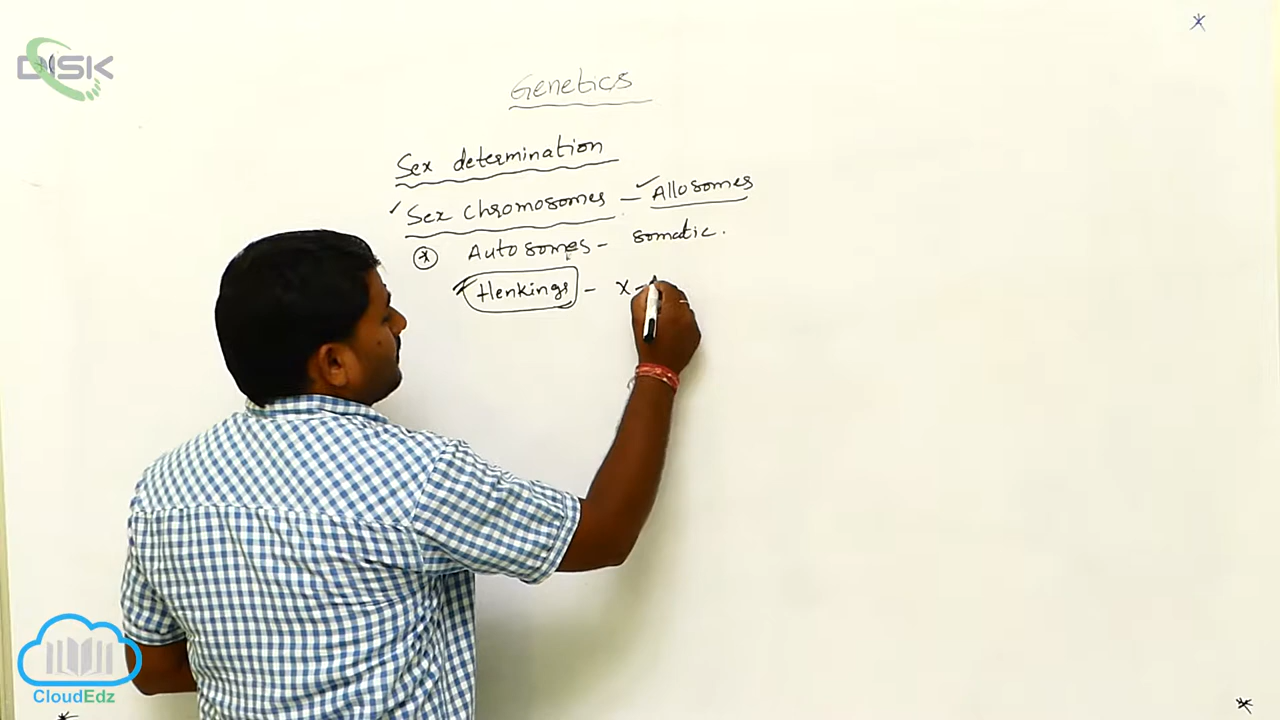 DISK
Genetics
Sex determination
✓ Sex chromosomes - ✓ Allosomes
* Autosomes - somatic.
* Henkings - X-
CloudEdz